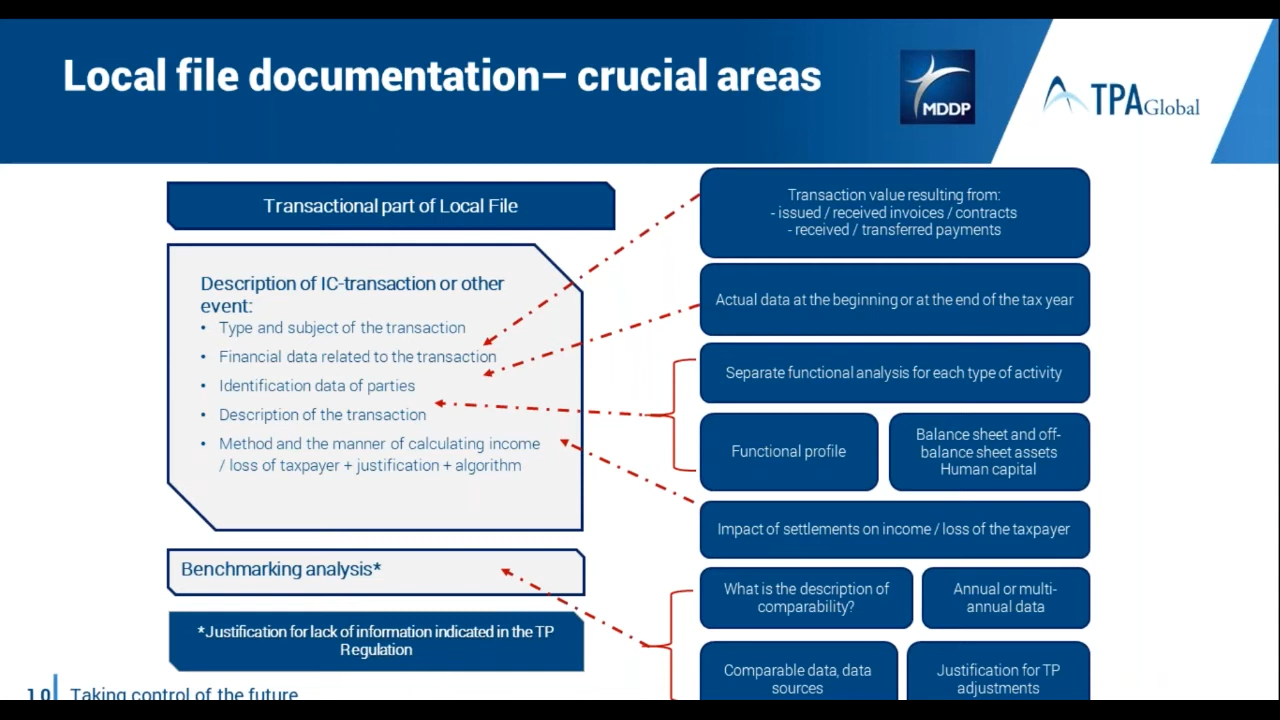 Local file documentation– crucial areas
MDDP
TPA Global
Transactional part of Local File
Description of IC-transaction or other
event:
• Type and subject of the transaction
• Financial data related to the transaction
• Identification data of parties
• Description of the transaction
• Method and the manner of calculating income
/ loss of taxpayer + justification + algorithm
Benchmarking analysis*
*Justification for lack of information indicated in the TP
Regulation
Transaction value resulting from:
- issued / received invoices / contracts
- received / transferred payments
Actual data at the beginning or at the end of the tax year
Separate functional analysis for each type of activity
Functional profile
Balance sheet and off-
balance sheet assets
Human capital
Impact of settlements on income / loss of the taxpayer
What is the description of
comparability?
Annual or multi-
annual data
Comparable data, data
sources
Justification for TP
adjustments
10
Taking control of the future